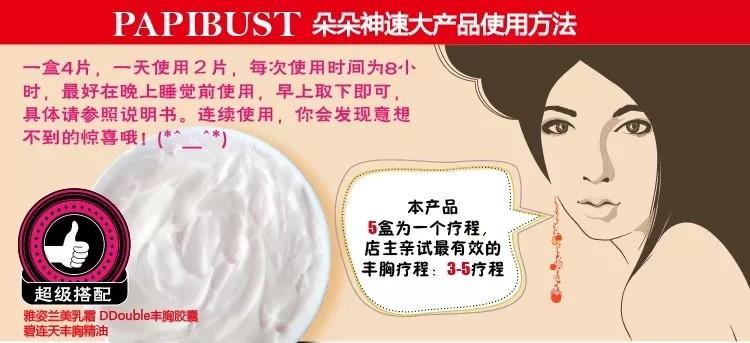 PAPIBUST 朵朵神速大产品使用方法
一盒4片，一天使用2片，每次使用时间为8小
时，最好在晚上睡觉前使用，早上取下即可，
具体请参照说明书。连续使用，你会发现意想
不到的惊喜哦！(*^__^*)
本产品
5盒为一个疗程，
店主亲试最有效的
丰胸疗程：3-5疗程
超级搭配
雅姿兰美乳霜 DDouble丰胸胶囊
碧连天丰胸精油